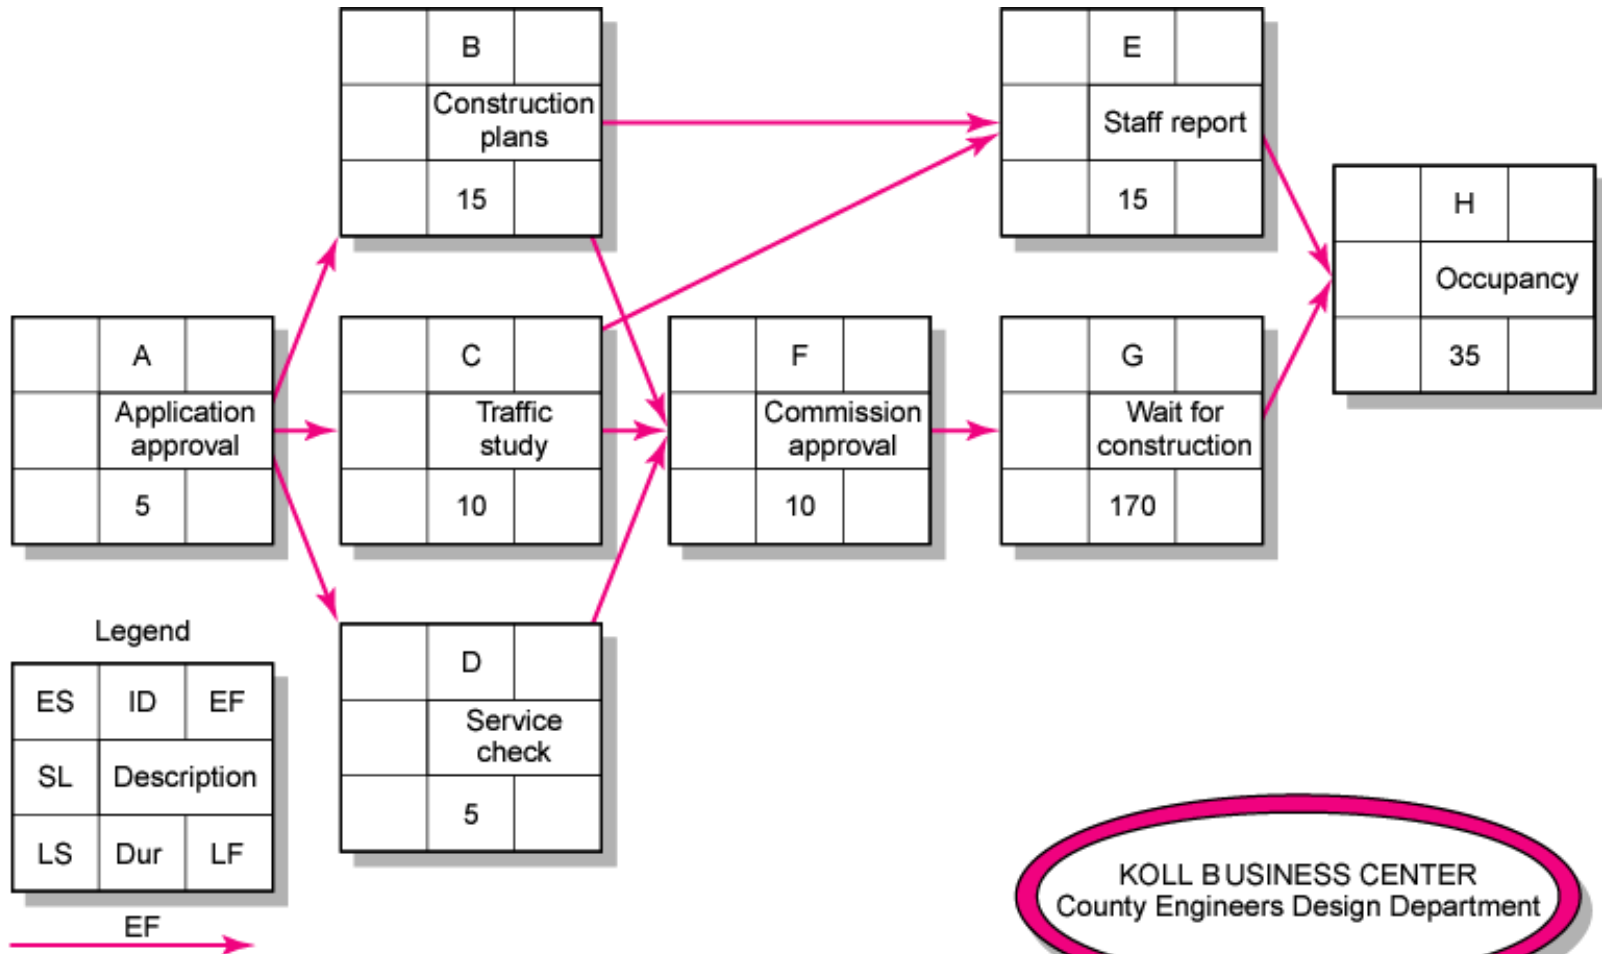 B
Construction
plans
15
E
Staff report
15
H
Occupancy
35
A
Application
approval
5
C
Traffic
study
10
F
Commission
approval
10
G
Wait for
construction
170
D
Service
check
5
Legend
ES ID EF
SL Description
LS Dur LF
EF
KOLL BUSINESS CENTER
County Engineers Design Department